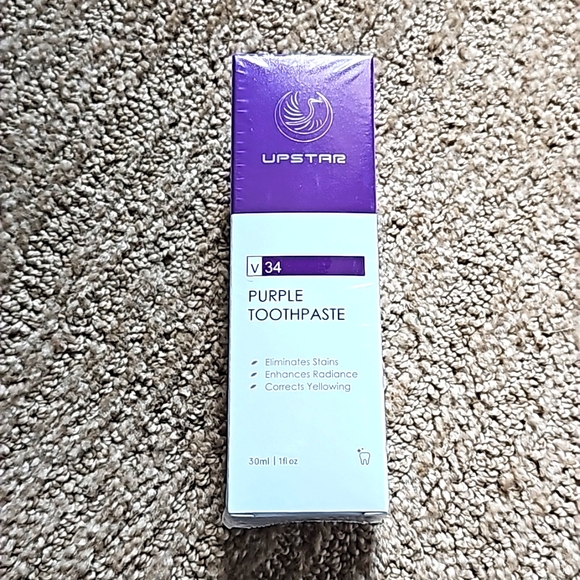 UPSTAR
V 34
PURPLE
TOOTHPASTE
Eliminates Stains
Enhances Radiance
Corrects Yellowing
30ml | 1fl oz